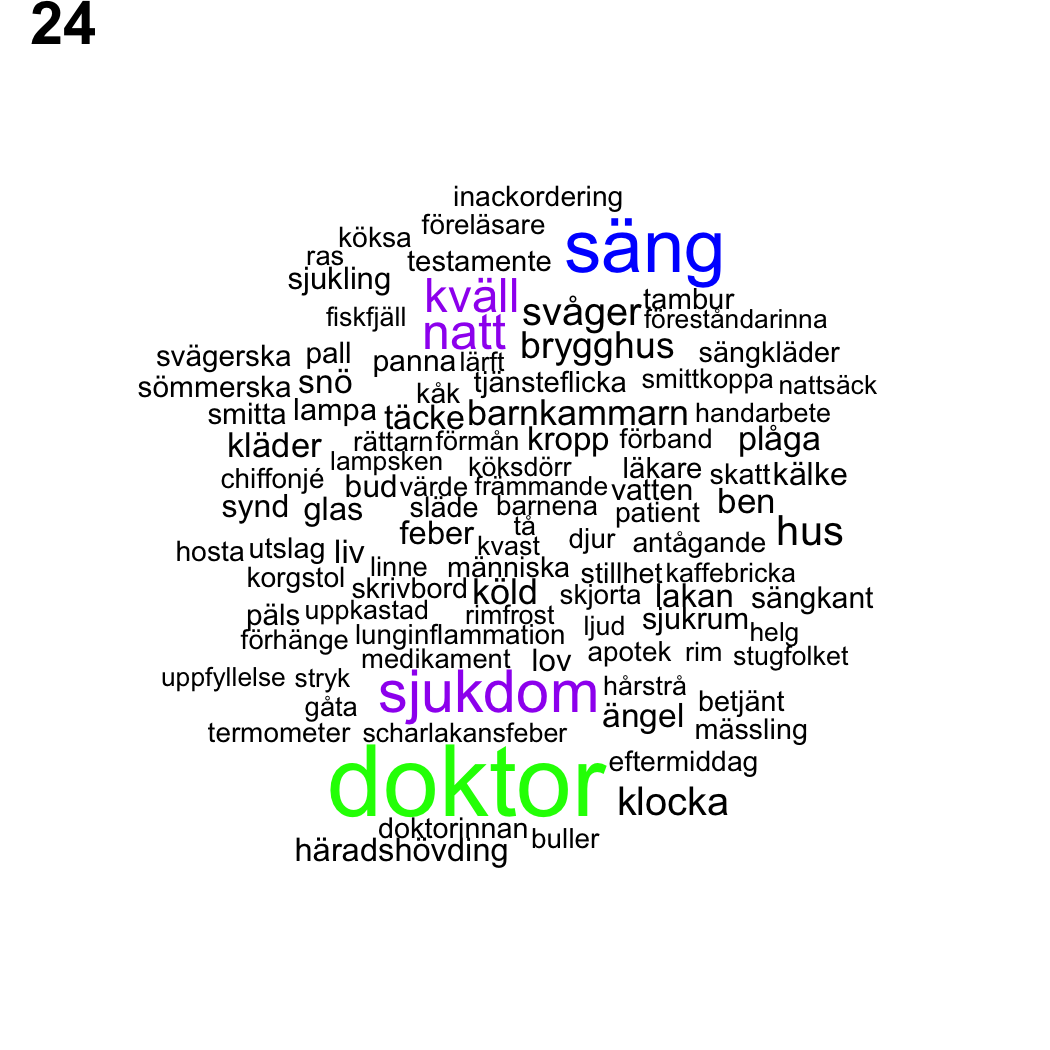 24
inackordering
föreläsare
köksa
säng
ras
testamente
sjukling
kväll
tambur
fiskfjäll
svåger
föreståndarinna
natt
brygghus
svägerska
pall
panna
lärft
sängkläder
sömmerska
snö
tjänsteflicka
smittkoppa
nattsäck
kåk
smitta
lampa
täcke
barnkammarn
handarbete
kläder
rättarn
förmån
kropp
förband
plåga
lampsken
köksdörr
läkare
skatt
kälke
chiffonjé
bud
värde
främmande
vatten
synd
glas
släde
barnena
patient
ben
feber
tå
hus
hosta
utslag
liv
kvast
djur
antågande
linne
människa
stillhet
kaffebricka
korgstol
skrivbord
köld
skjorta
lakan
sängkant
päls
uppkastad
rimfrost
ljud
sjukrum
helg
förhänge
lunginflammation
medikament
lov
apotek
rim
stugfolket
uppfyllelse
stryk
sjukdom
hårstrå
gåta
ängel
betjänt
termometer
scharlakansfeber
mässling
doktor
eftermiddag
klocka
doktorinnan
buller
häradshövding